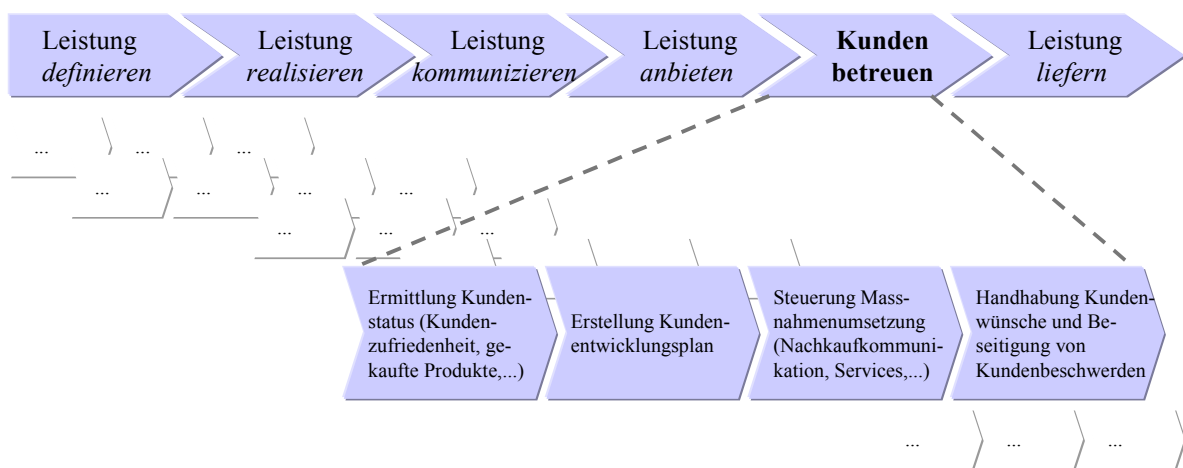 Leistung
definieren
Leistung
realisieren
Leistung
kommunizieren
Leistung
anbieten
Kunden
betreuen
Leistung
liefern
... ... ...
... ... ... ...
... ... ...
Ermittlung Kunden-
status (Kunden-
zufriedenheit, ge-
kaufte Produkte,...)
Erstellung Kunden-
entwicklungsplan
Steuerung Mass-
nahmenumsetzung
(Nachkaufkommuni-
kation, Services,...)
Handhabung Kunden-
wünsche und Be-
seitigung von
Kundenbeschwerden
... ... ...